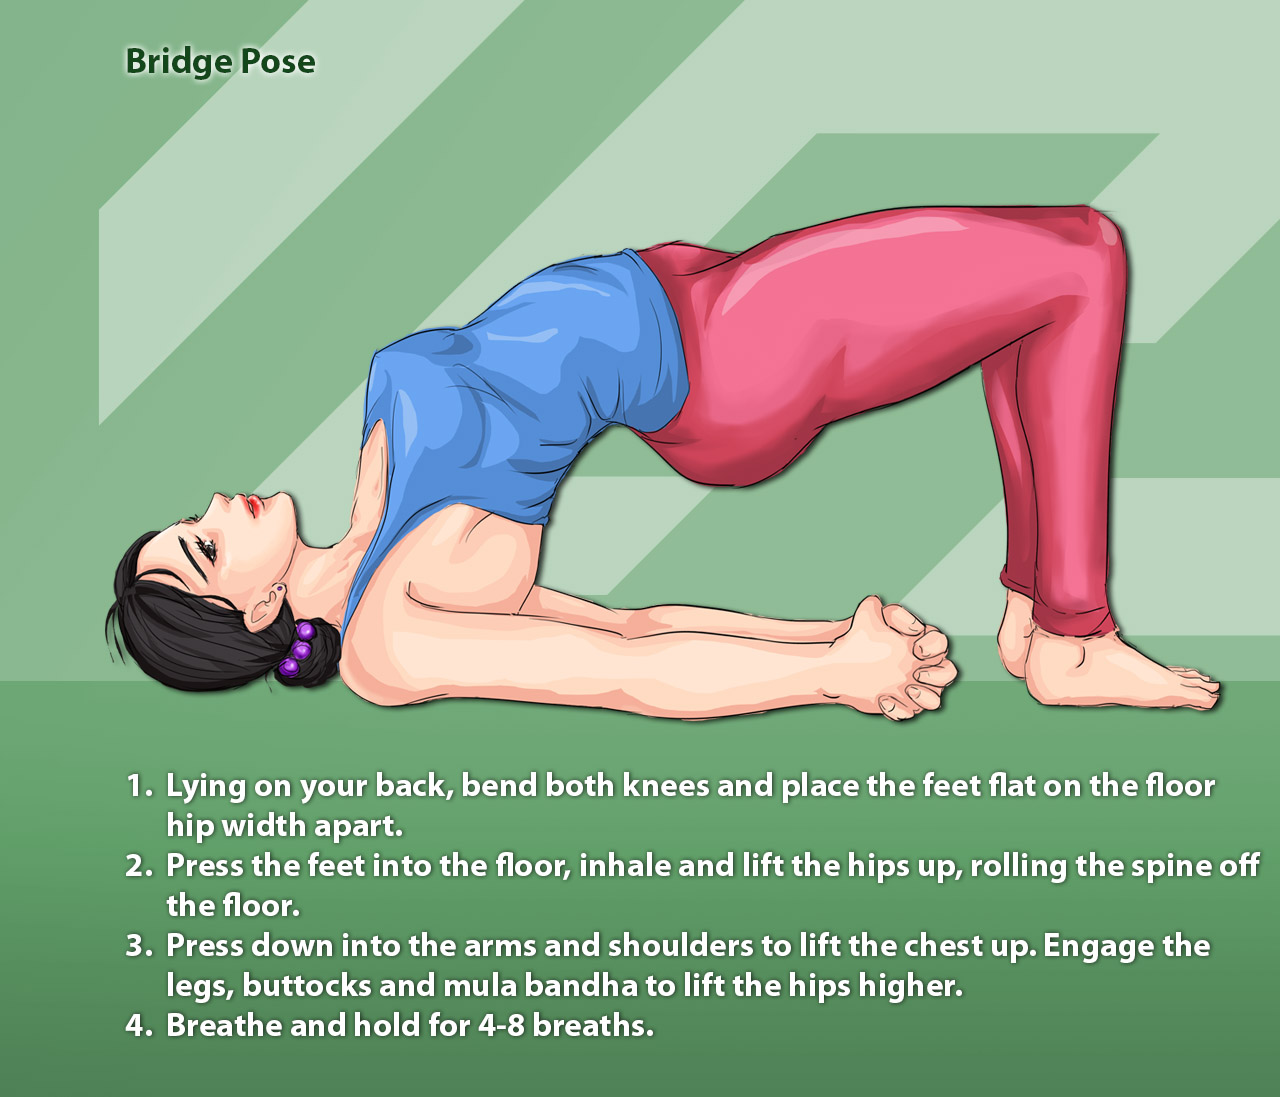 Bridge Pose
1. Lying on your back, bend both knees and place the feet flat on the floor
hip width apart.
2. Press the feet into the floor, inhale and lift the hips up, rolling the spine off
the floor.
3. Press down into the arms and shoulders to lift the chest up. Engage the
legs, buttocks and mula bandha to lift the hips higher.
4. Breathe and hold for 4-8 breaths.